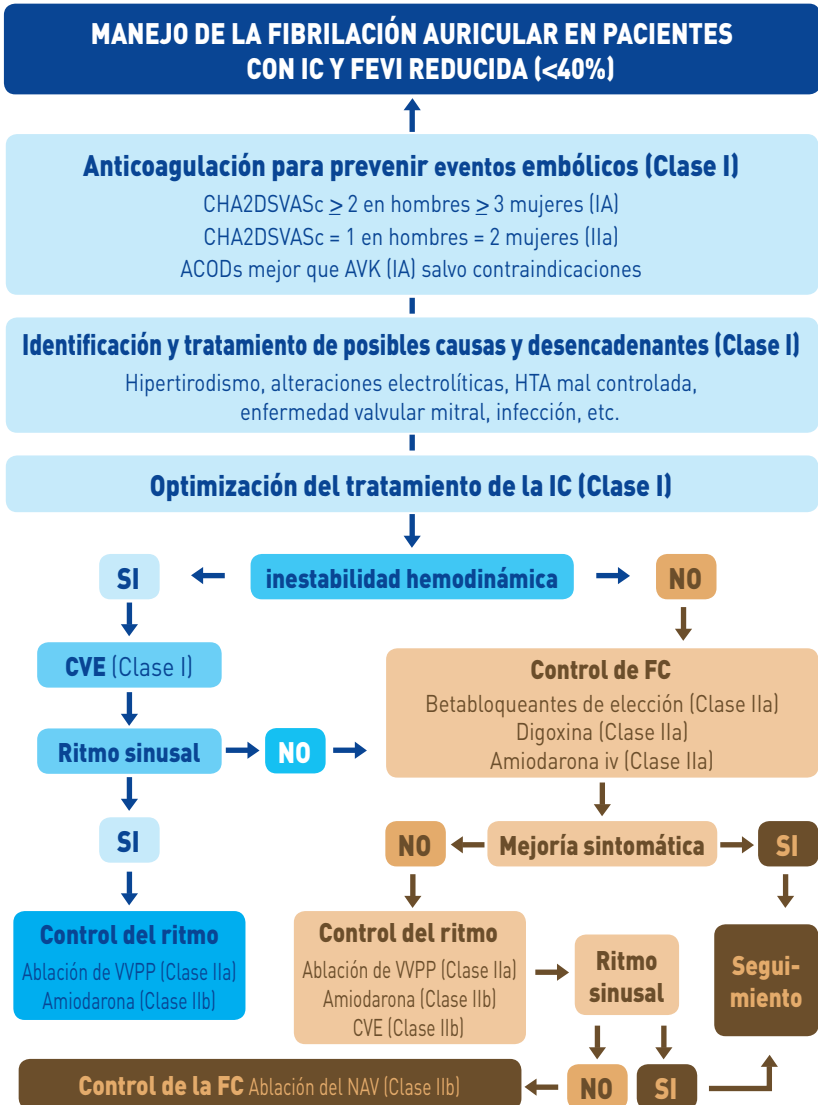 MANEJO DE LA FIBRILACIÓN AURICULAR EN PACIENTES
CON IC Y FEVI REDUCIDA (<40%)
Anticoagulación para prevenir eventos embólicos (Clase I)
CHA2DSVASc ≥ 2 en hombres ≥ 3 mujeres (IA)
CHA2DSVASc = 1 en hombres = 2 mujeres (IIa)
ACODs mejor que AVK (IA) salvo contraindicaciones
Identificación y tratamiento de posibles causas y desencadenantes (Clase I)
Hipertirodismo, alteraciones electrolíticas, HTA mal controlada,
enfermedad valvular mitral, infección, etc.
Optimización del tratamiento de la IC (Clase I)
SI
inestabilidad hemodinámica
NO
CVE (Clase I)
Ritmo sinusal
NO
SI
Control del ritmo
Ablación de VVPP (Clase IIa)
Amiodarona (Clase IIb)
Control de FC
Betabloqueantes de elección (Clase IIa)
Digoxina (Clase IIa)
Amiodarona iv (Clase IIa)
NO
Mejoría sintomática
SI
Control del ritmo
Ablación de VVPP (Clase IIa)
Amiodarona (Clase IIb)
CVE (Clase IIb)
Ritmo
sinusal
Segui-
miento
Control de la FC Ablación del NAV (Clase IIb)
NO
SI